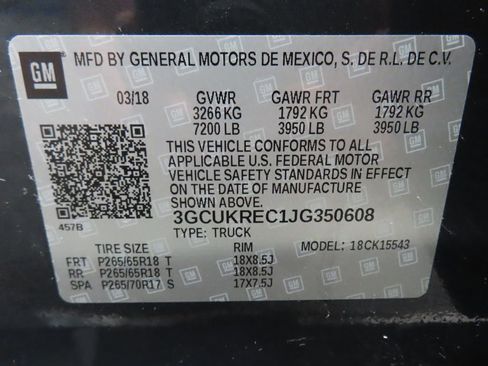 GM MFD BY GENERAL MOTORS DE MEXICO, S. DE R.L. DE C.V.
03/18 GVWR GAWR FRT GAWR RR
3266 KG 1792 KG 1792 KG
7200 LB 3950 LB 3950 LB
THIS VEHICLE CONFORMS TO ALL
APPLICABLE U.S. FEDERAL MOTOR
VEHICLE SAFETY STANDARDS IN EFFECT
ON THE DATE OF MANUFACTURE
SHOWN ABOVE.
457B
3GCUKREC1JG350608
TYPE: TRUCK
TIRE SIZE RIM MODEL: 18CK15543
FRT P265/65R18 T 18X8.5J
RR P265/65R18 T 18X8.5J
SPA P265/70R17 S 17X7.5J